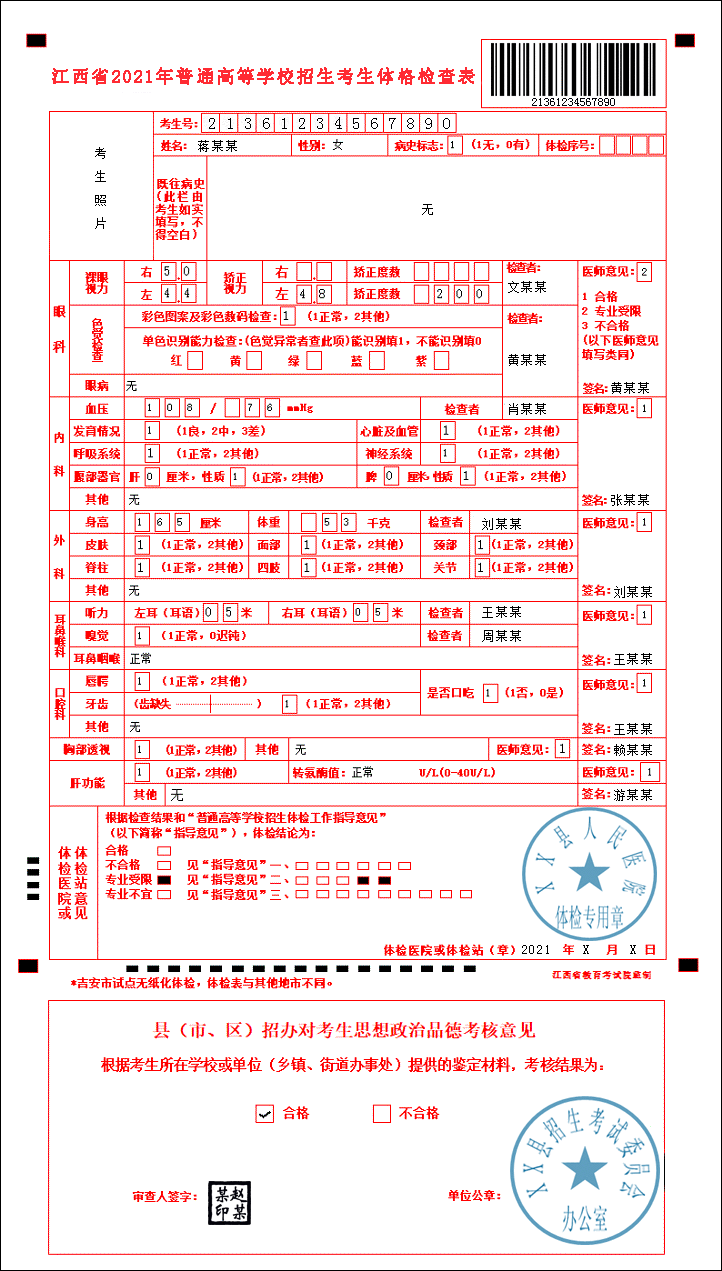 江西省2021年普通高等学校招生考生体格检查表
21361234567890
考生照片
考生号: 2 1 3 6 1 2 3 4 5 6 7 8 9 0
姓名: 蒋某某 性别: 女 病史标志: 1 (1无, 0有) 体检序号:
既往病史(此栏由考生如实填写, 不得空白) 无
眼科
裸眼视力 右 5.0 矫正视力 右 . 矫正度数 检查者: 文某某 医师意见: 2
左 4.4 左 4.8 矫正度数 200
1 合格
2 专业受限
3 不合格
(以下医师意见填写类同)
色觉检查 彩色图案及彩色数码检查: 1 (1正常, 2其他) 检查者: 黄某某
单色识别能力检查:(色觉异常者查此项)能识别填1, 不能识别填0
红 黄 绿 蓝 紫
眼病 无 签名: 黄某某
内科
血压 108 / 76 mmHg 检查者 肖某某 医师意见: 1
发育情况 1 (1良, 2中, 3差) 心脏及血管 1 (1正常, 2其他)
呼吸系统 1 (1正常, 2其他) 神经系统 1 (1正常, 2其他)
腹部器官 肝 0 厘米, 性质 1 (1正常, 2其他) 脾 0 厘米, 性质 1 (1正常, 2其他)
其他 无 签名: 张某某
外科
身高 165 厘米 体重 53 千克 检查者 刘某某 医师意见: 1
皮肤 1 (1正常, 2其他) 面部 1 (1正常, 2其他) 颈部 1 (1正常, 2其他)
脊柱 1 (1正常, 2其他) 四肢 1 (1正常, 2其他) 关节 1 (1正常, 2其他)
其他 无 签名: 刘某某
耳鼻喉科
听力 左耳(耳语) 0 5 米 右耳(耳语) 0 5 米 检查者 王某某 医师意见: 1
嗅觉 1 (1正常, 0迟钝) 检查者 周某某
耳鼻咽喉 正常 签名: 王某某
口腔科
唇腭 1 (1正常, 2其他) 是否口吃 1 (1否, 0是) 医师意见: 1
牙齿 (齿缺失 ) 1 (1正常, 2其他)
其他 无 签名: 王某某
胸部透视 1 (1正常, 2其他) 其他 无 医师意见: 1 签名: 赖某某
肝功能 1 (1正常, 2其他) 转氨酶值: 正常 U/L(0-40U/L) 医师意见: 1
其他 无 签名: 游某某
体检医院或体检站意见
根据检查结果和“普通高等学校招生体检工作指导意见”
(以下简称“指导意见”), 体检结论为:
合格
不合格 见“指导意见”一、
专业受限 见“指导意见”二、
专业不宜 见“指导意见”三、
XX县人民医院
体检专用章
体检医院或体检站(章) 2021 年 X 月 X 日
江西省教育考试院监制
*吉安市试点无纸化体检, 体检表与其他地市不同。
县(市、区)招办对考生思想政治品德考核意见
根据考生所在学校或单位(乡镇、街道办事处)提供的鉴定材料, 考核结果为:
✓ 合格 不合格
审查人签字: 赵某某印 单位公章:
XX县招生考试委员会
办公室